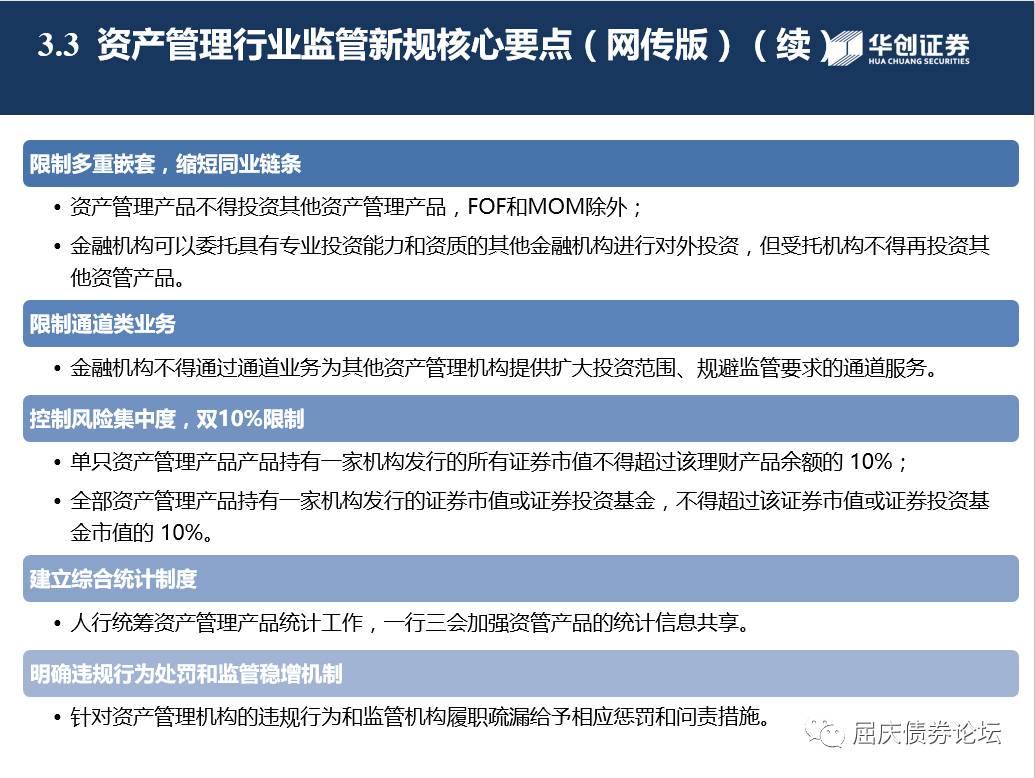 3.3 资产管理行业监管新规核心要点（网传版）（续）
华创证券
HUA CHUANG SECURITIES
限制多重嵌套，缩短同业链条
• 资产管理产品不得投资其他资产管理产品，FOF和MOM除外；
• 金融机构可以委托具有专业投资能力和资质的其他金融机构进行对外投资，但受托机构不得再投资其
他资管产品。
限制通道类业务
• 金融机构不得通过通道业务为其他资产管理机构提供扩大投资范围、规避监管要求的通道服务。
控制风险集中度，双10%限制
• 单只资产管理产品产品持有一家机构发行的所有证券市值不得超过该理财产品余额的 10%；
• 全部资产管理产品持有一家机构发行的证券市值或证券投资基金，不得超过该证券市值或证券投资基
金市值的 10%。
建立综合统计制度
• 人行统筹资产管理产品统计工作，一行三会加强资管产品的统计信息共享。
明确违规行为处罚和监管稳增机制
• 针对资产管理机构的违规行为和监管机构履职疏漏给予相应惩罚和问责措施。
屈庆债券论坛